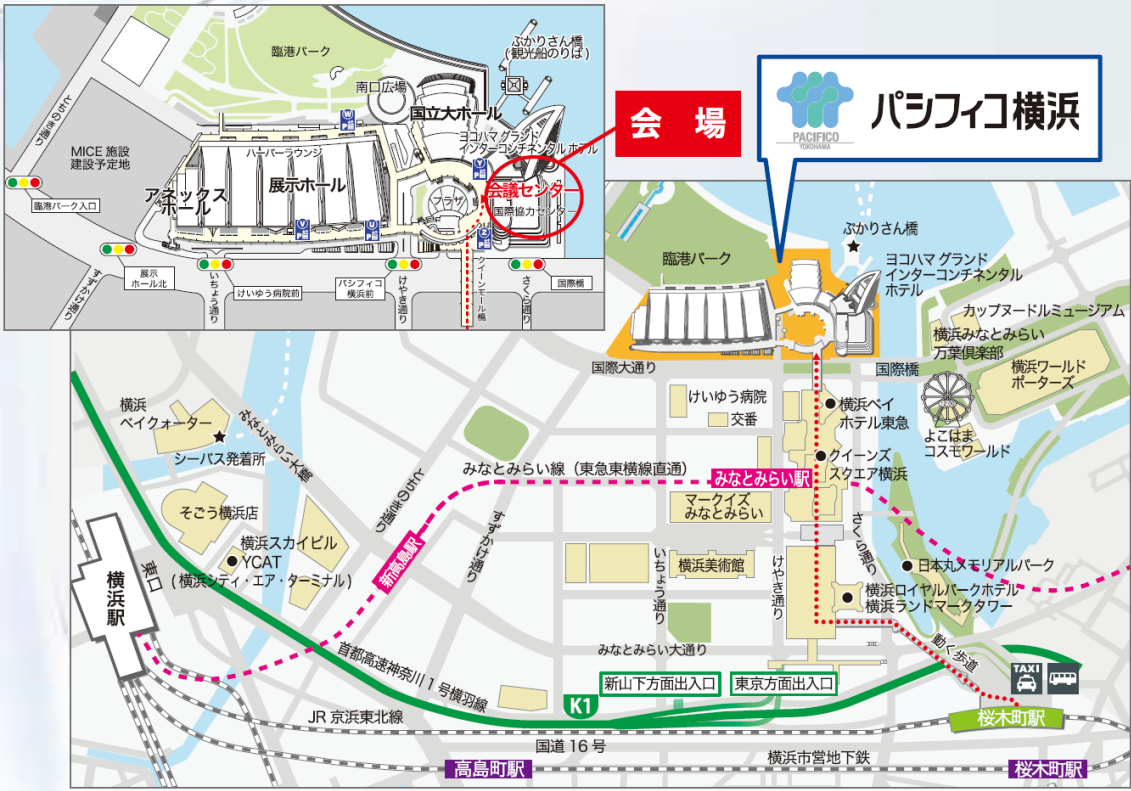 臨港パーク
ぷかりさん橋
(観光船のりば)
南口広場
国立大ホール
とちのき通り
MICE 施設
建設予定地
ハーバーラウンジ
ヨコハマ グランド
インターコンチネンタル ホテル
展示ホール
アネックス
ホール
プラザ
会議センター
国際協力センター
臨港パーク入口
展示
ホール北
すずかけ通り
いちょう通り
けいゆう病院前
パシフィコ
横浜前
けやき通り
クイーンモール橋
さくら通り
国際橋
会 場
PACIFICO
YOKOHAMA
パシフィコ横浜
ぷかりさん橋
臨港パーク
ヨコハマ グランド
インターコンチネンタル
ホテル
カップヌードルミュージアム
横浜みなとみらい
万葉倶楽部
国際大通り
国際橋
横浜ワールド
ポーターズ
けいゆう病院
交番
横浜ベイ
ホテル東急
よこはま
コスモワールド
横浜
ベイクォーター
シーバス発着所
みなとみらい大橋
とちのき通り
みなとみらい線（東急東横線直通）
みなとみらい駅
クイーンズ
スクエア横浜
マークイズ
みなとみらい
そごう横浜店
すずかけ通り
さくら通り
横浜スカイビル
YCAT
(横浜シティ・エア・ターミナル)
新高島駅
いちょう通り
横浜美術館
けやき通り
日本丸メモリアルパーク
横浜ロイヤルパークホテル
横浜ランドマークタワー
東口
横浜駅
首都高速神奈川1号横羽線
みなとみらい大通り
動く歩道
新山下方面出入口
東京方面出入口
TAXI
K1
JR 京浜東北線
桜木町駅
国道 16 号
横浜市営地下鉄
高島町駅
桜木町駅